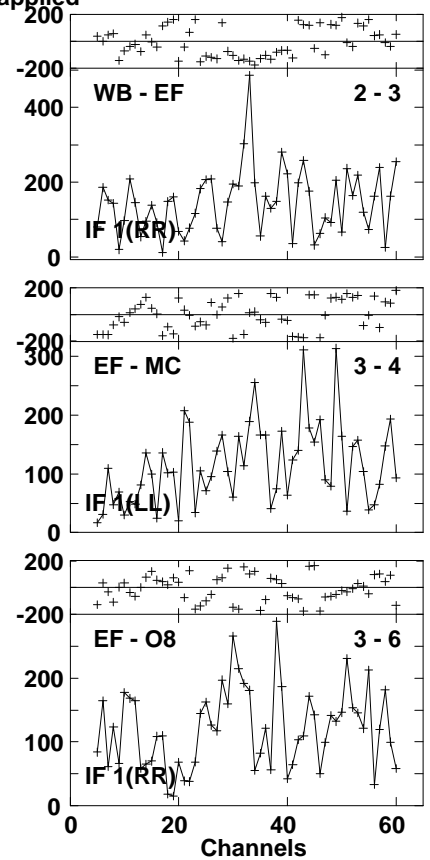 applied
200
-200
WB - EF 2 - 3
400
200
IF 1(RR)
0
200
-200
300
EF - MC 3 - 4
200
100
IF 1(LL)
0
200
-200
EF - O8 3 - 6
200
100
IF 1(RR)
0
0 20 40 60
Channels